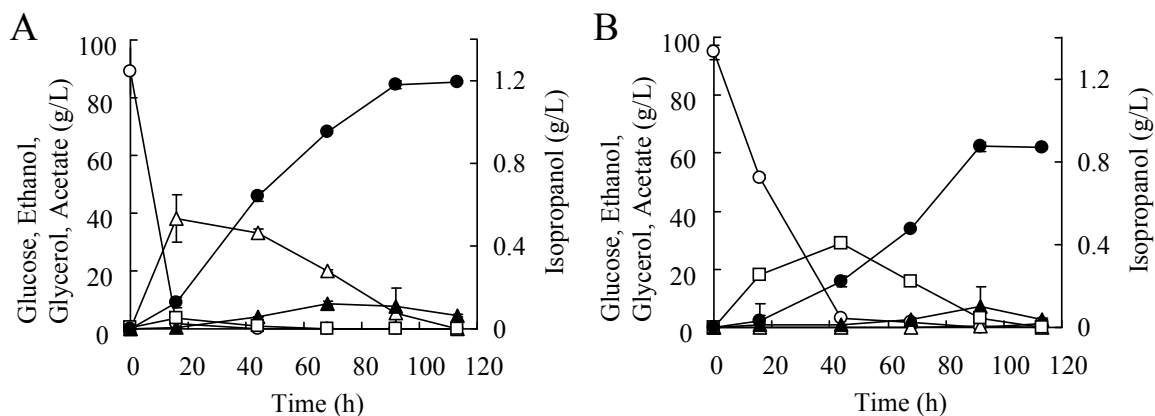 A
100
80
60
40
20
0
Glucose, Ethanol,
Glycerol, Acetate (g/L)
1.2
0.8
0.4
0
Isopropanol (g/L)
0 20 40 60 80 100 120
Time (h)
B
100
80
60
40
20
0
Glucose, Ethanol,
Glycerol, Acetate (g/L)
1.2
0.8
0.4
0
Isopropanol (g/L)
0 20 40 60 80 100 120
Time (h)